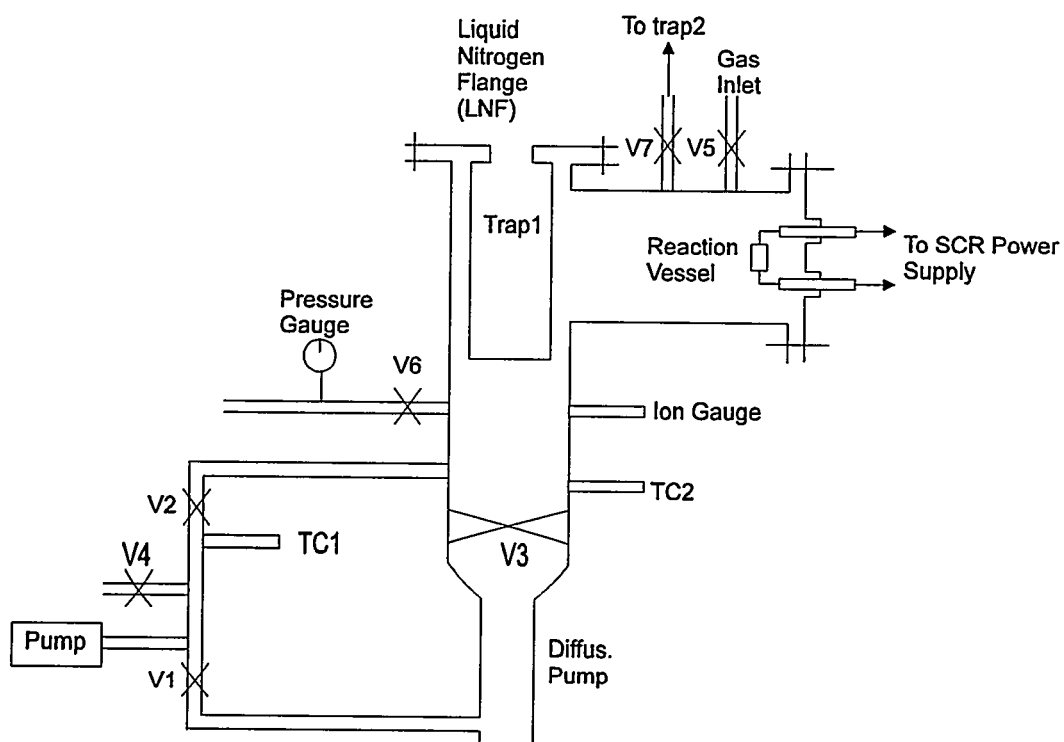 Liquid
Nitrogen
Flange
(LNF)
To trap2
Gas
Inlet
V7
V5
Trap1
Reaction
Vessel
To SCR Power
Supply
Pressure
Gauge
V6
Ion Gauge
V2
TC2
TC1
V3
V4
Pump
Diffus.
Pump
V1